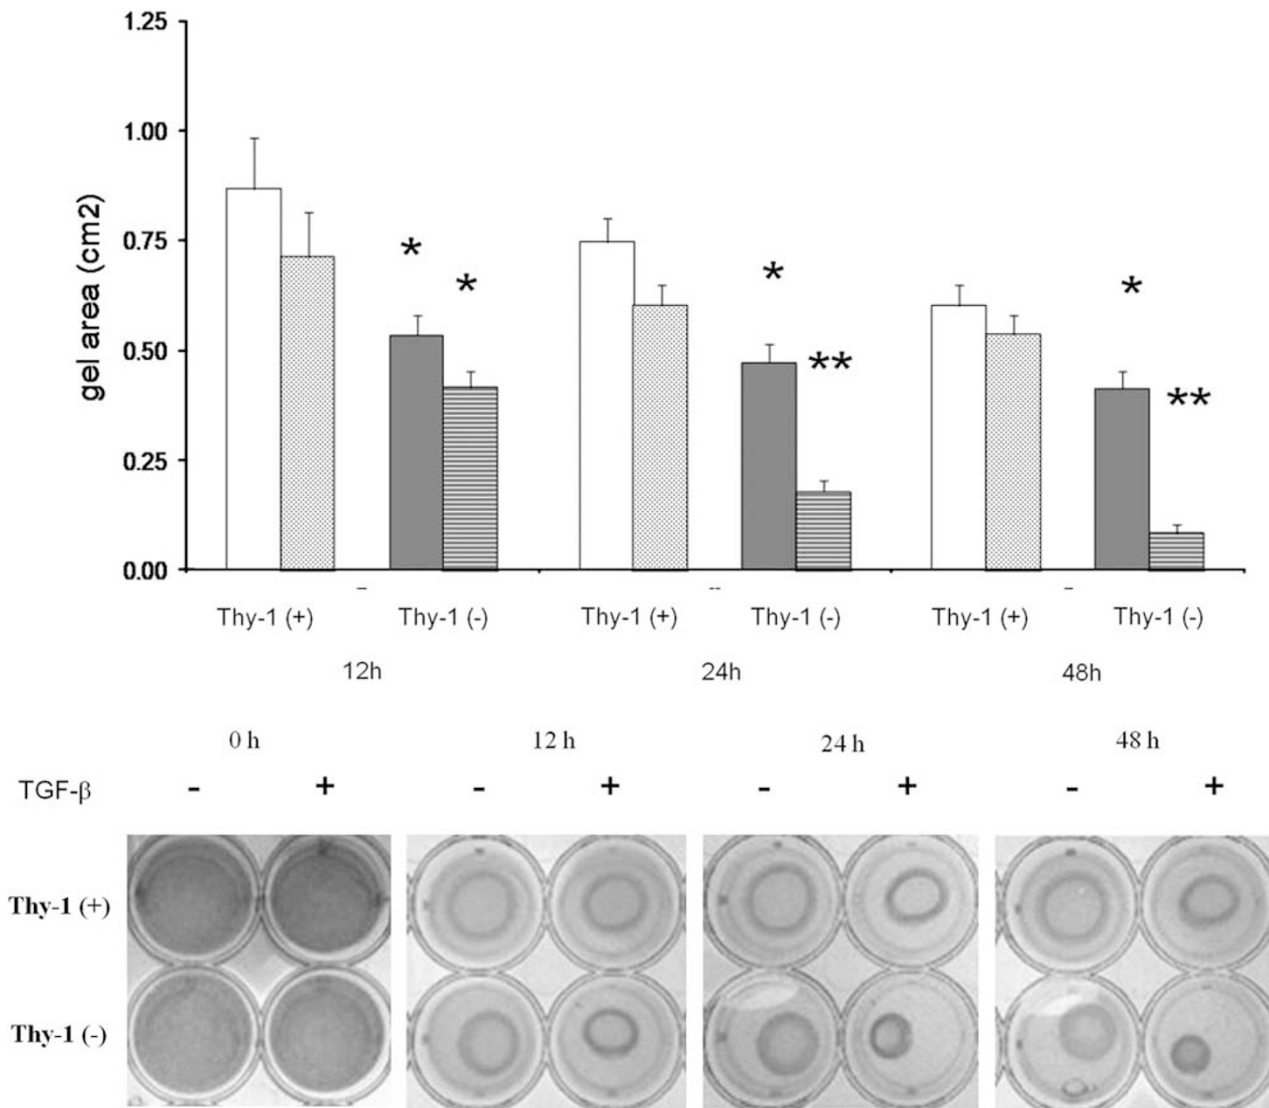 1.25
1.00
0.75
0.50
0.25
0.00
gel area (cm2)
* * * ** * **
Thy-1 (+) Thy-1 (-) Thy-1 (+) Thy-1 (-) Thy-1 (+) Thy-1 (-)
12h 24h 48h
0 h 12 h 24 h 48 h
TGF-β - + - + - + - +
Thy-1 (+)
Thy-1 (-)